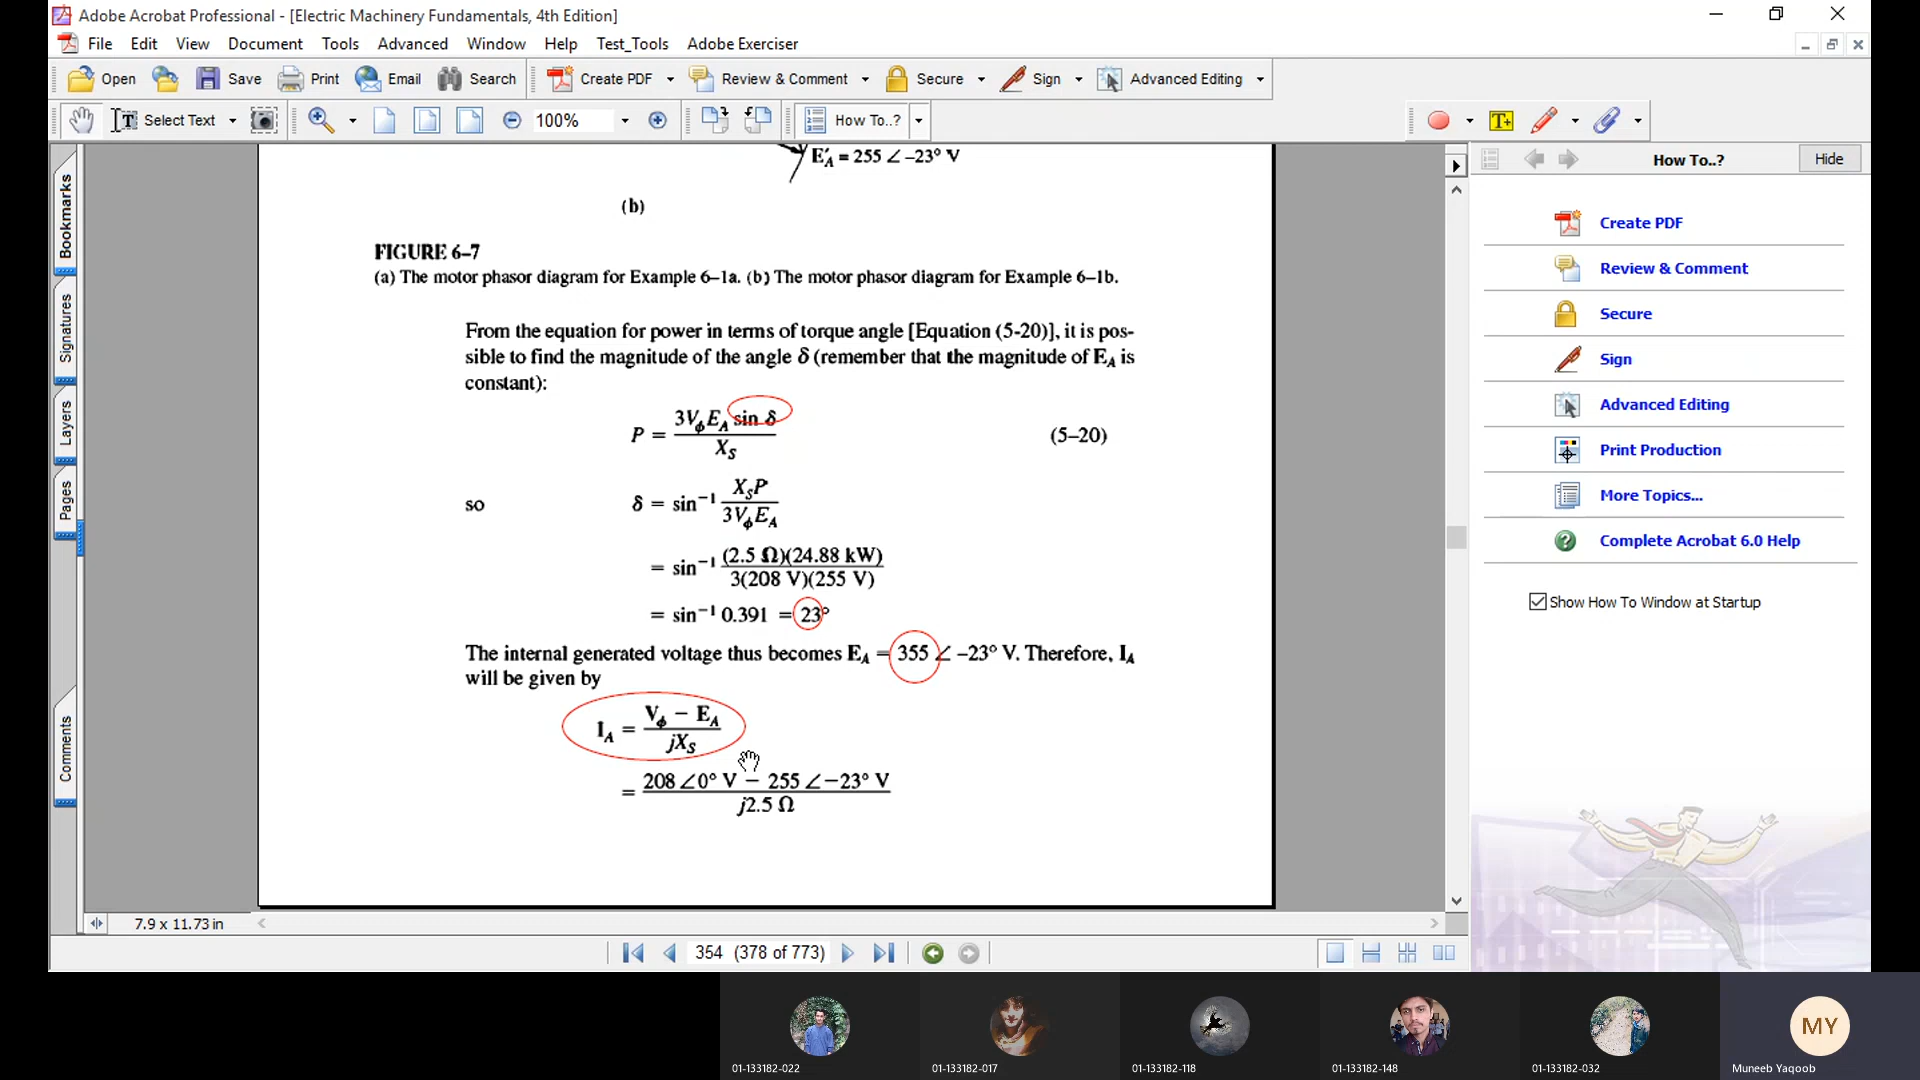 Adobe Acrobat Professional - [Electric Machinery Fundamentals, 4th Edition]
File Edit View Document Tools Advanced Window Help Test_Tools Adobe Exerciser
Open Save Print Email Search Create PDF Review & Comment Secure Sign Advanced Editing
Select Text 100% How To..? T+
E′A = 255 ∠ –23° V
(b)
FIGURE 6–7
(a) The motor phasor diagram for Example 6–1a. (b) The motor phasor diagram for Example 6–1b.
From the equation for power in terms of torque angle [Equation (5-20)], it is pos-
sible to find the magnitude of the angle δ (remember that the magnitude of EA is
constant):
P = 3VϕEA sin δ / XS (5–20)
so δ = sin⁻¹ XSP / 3VϕEA
= sin⁻¹ (2.5 Ω)(24.88 kW) / 3(208 V)(255 V)
= sin⁻¹ 0.391 = 23°
The internal generated voltage thus becomes EA = 355 ∠ –23° V. Therefore, IA
will be given by
IA = Vϕ − EA / jXS
= 208 ∠0° V − 255 ∠−23° V / j2.5 Ω
Bookmarks
Signatures
Layers
Pages
Comments
How To..? Hide
Create PDF
Review & Comment
Secure
Sign
Advanced Editing
Print Production
More Topics...
Complete Acrobat 6.0 Help
Show How To Window at Startup
7.9 x 11.73 in
354 (378 of 773)
MY
01-133182-022 01-133182-017 01-133182-118 01-133182-148 01-133182-032 Muneeb Yaqoob